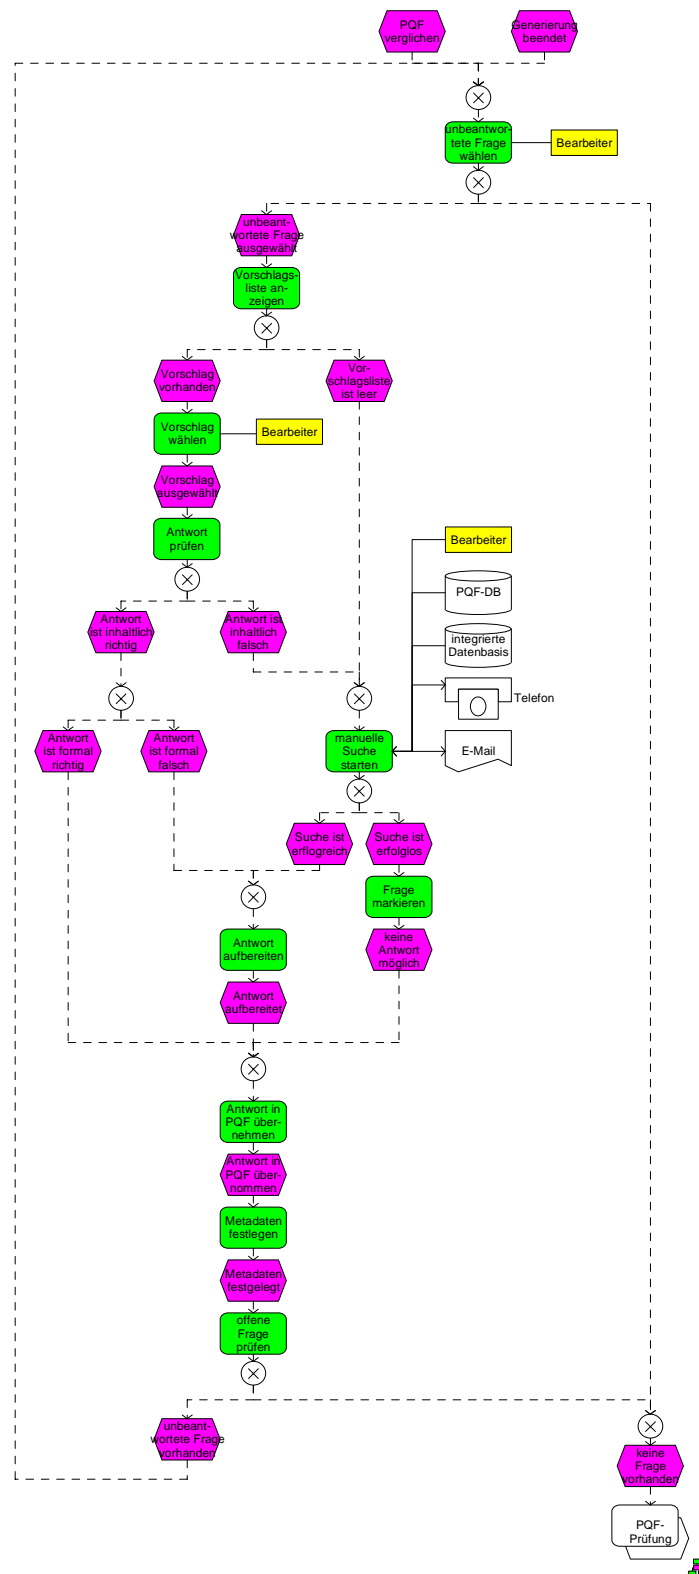 PQF
verglichen
Generierung
beendet
unbeantwor-
tete Frage
wählen
Bearbeiter
unbeant-
wortete Frage
ausgewählt
Vorschlags-
liste an-
zeigen
Vorschlag
vorhanden
Vor-
schlagsliste
ist leer
Vorschlag
wählen
Bearbeiter
Vorschlag
ausgewählt
Antwort
prüfen
Bearbeiter
PQF-DB
integrierte
Datenbasis
Telefon
E-Mail
Antwort
ist inhaltlich
richtig
Antwort ist
inhaltlich
falsch
Antwort
ist formal
richtig
Antwort
ist formal
falsch
manuelle
Suche
starten
Suche ist
erflogreich
Suche ist
erfolglos
Frage
markieren
Antwort
aufbereiten
keine
Antwort
möglich
Antwort
aufbereitet
Antwort in
PQF über-
nehmen
Antwort in
PQF über-
nommen
Metadaten
festlegen
Metadaten
festgelegt
offene
Frage
prüfen
unbeant-
wortete Frage
vorhanden
keine
Frage
vorhanden
PQF-
Prüfung